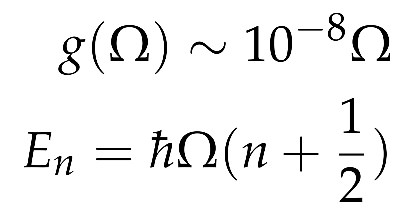 g(Ω) ∼ 10⁻⁸Ω
Eₙ = ħΩ(n + 1/2)